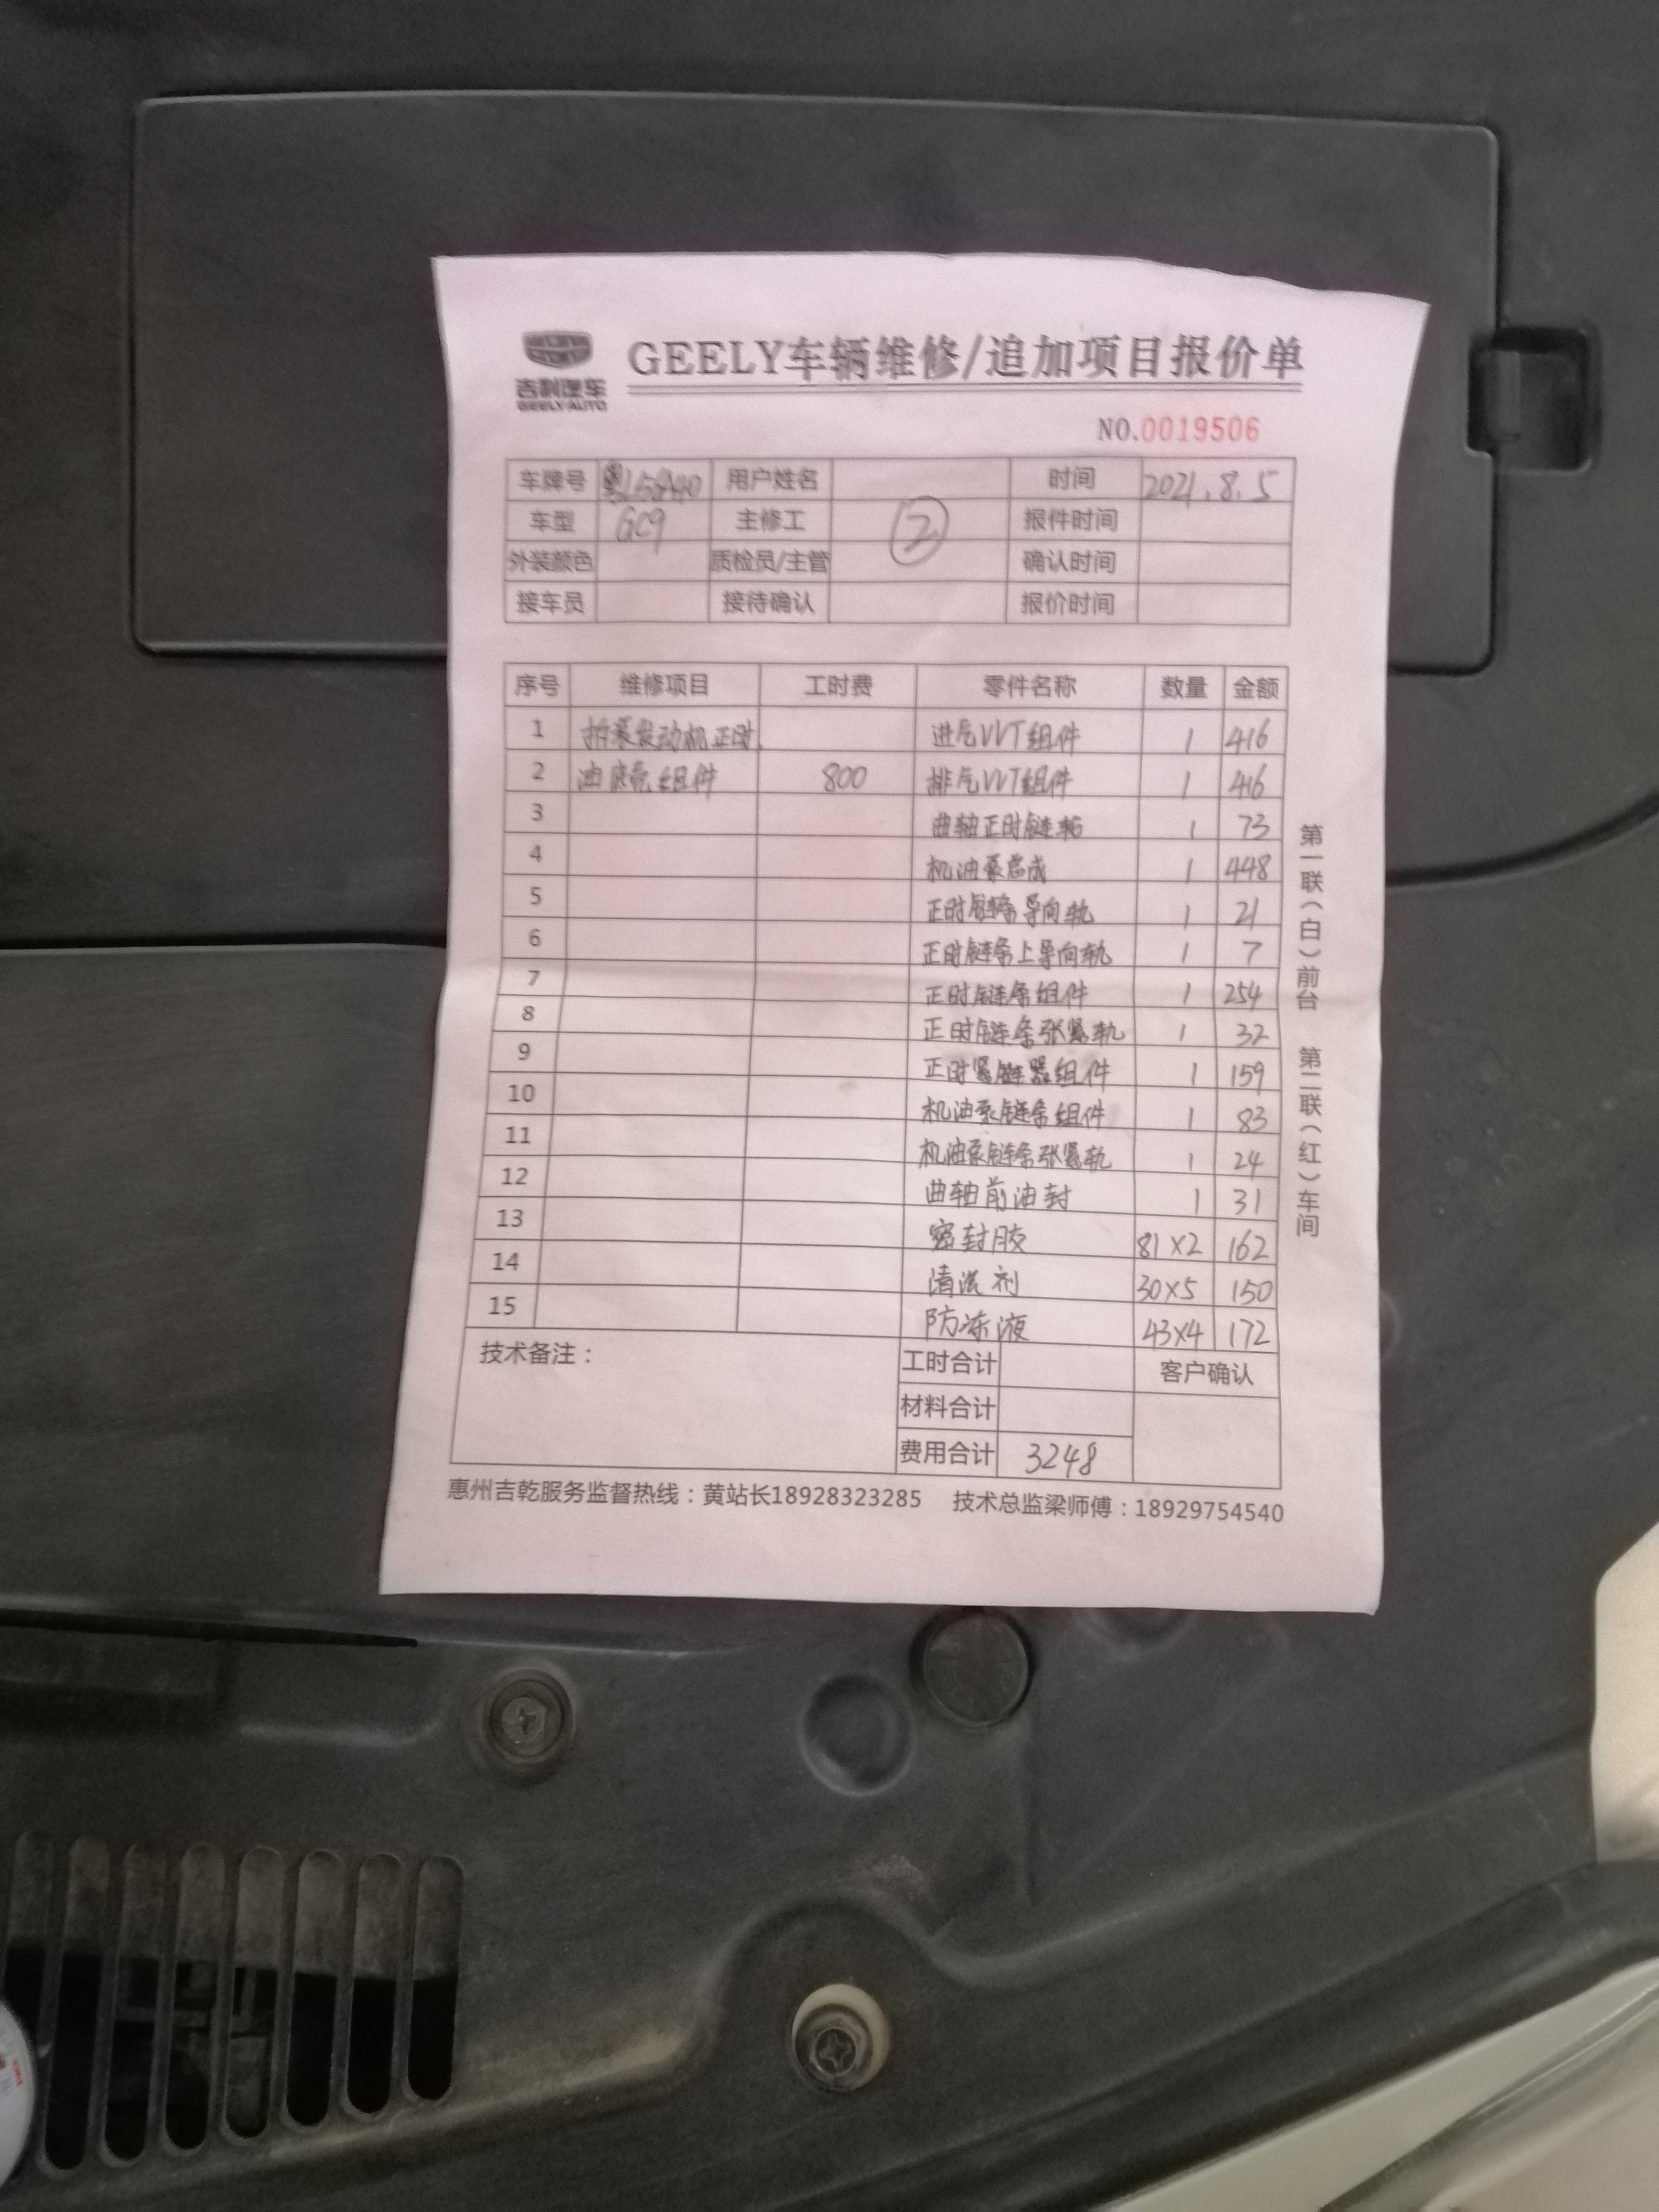 吉利汽车
GEELY AUTO
GEELY车辆维修/追加项目报价单
NO.0019506
车牌号 粤L56A40 用户姓名 时间 2021.8.5
车型 GC9 主修工 ② 报件时间
外装颜色 质检员/主管 确认时间
接车员 接待确认 报价时间
序号 维修项目 工时费 零件名称 数量 金额
1 拆装发动机正时 进气VVT组件 1 416
2 油底壳组件 800 排气VVT组件 1 416
3 曲轴正时链轮 1 73
4 机油泵总成 1 448
5 正时链条导向轨 1 21
6 正时链条上导向轨 1 7
7 正时链条组件 1 254
8 正时链条张紧轨 1 32
9 正时紧链器组件 1 159
10 机油泵链条组件 1 83
11 机油泵链条张紧轨 1 24
12 曲轴前油封 1 31
13 密封胶 81×2 162
14 清洗剂 30×5 150
15 防冻液 43×4 172
技术备注： 工时合计 客户确认
材料合计
费用合计 3248
惠州吉乾服务监督热线：黄站长18928323285 技术总监梁师傅：18929754540
第一联（白）前台 第二联（红）车间